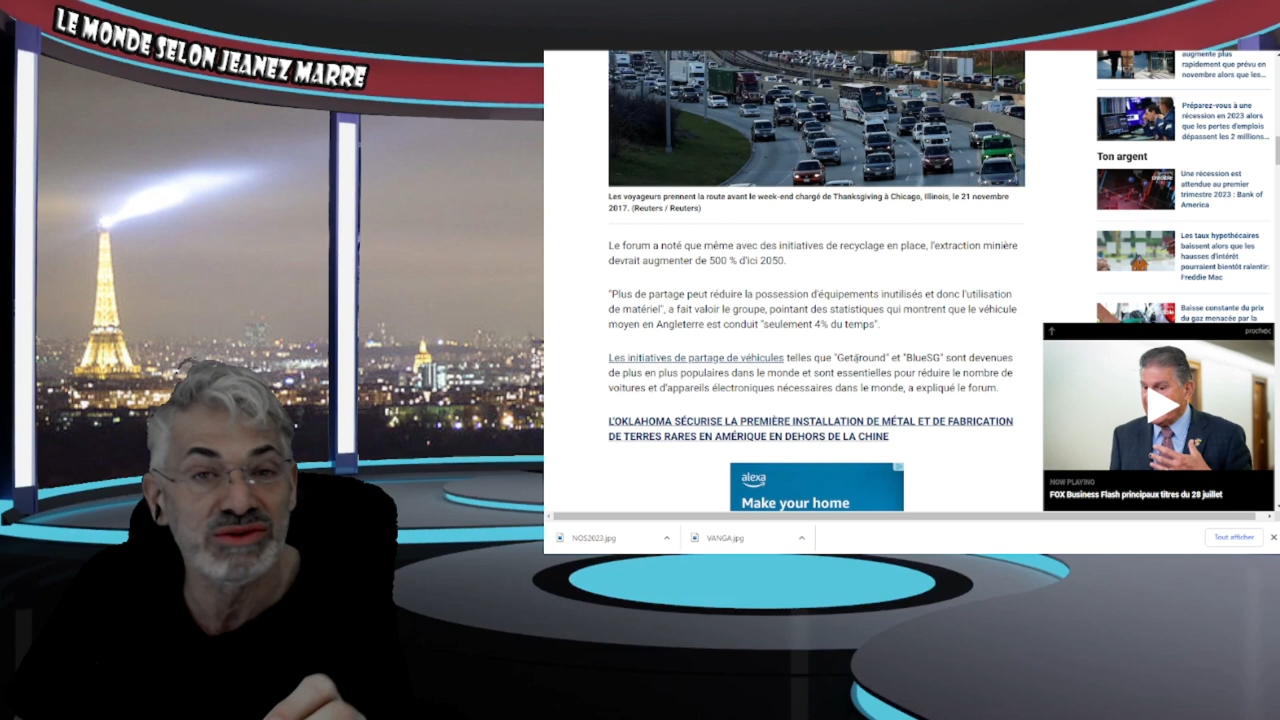 LE MONDE SELON JEANEZ MARRE
Les voyageurs prennent la route avant le week-end chargé de Thanksgiving à Chicago, Illinois, le 21 novembre
2017. (Reuters / Reuters)
Le forum a noté que même avec des initiatives de recyclage en place, l'extraction minière
devrait augmenter de 500 % d'ici 2050.
"Plus de partage peut réduire la possession d'équipements inutilisés et donc l'utilisation
de matériel", a fait valoir le groupe, pointant des statistiques qui montrent que le véhicule
moyen en Angleterre est conduit "seulement 4% du temps".
Les initiatives de partage de véhicules telles que "Getaround" et "BlueSG" sont devenues
de plus en plus populaires dans le monde et sont essentielles pour réduire le nombre de
voitures et d'appareils électroniques nécessaires dans le monde, a expliqué le forum.
L'OKLAHOMA SÉCURISE LA PREMIÈRE INSTALLATION DE MÉTAL ET DE FABRICATION
DE TERRES RARES EN AMÉRIQUE EN DEHORS DE LA CHINE
alexa
Make your home
augmente plus
rapidement que prévu en
novembre alors que les...
Préparez-vous à une
récession en 2023 alors
que les pertes d'emplois
dépassent les 2 millions...
Ton argent
Une récession est
attendue au premier
trimestre 2023 : Bank of
America
Les taux hypothécaires
baissent alors que les
hausses d'intérêt
pourraient bientôt ralentir:
Freddie Mac
Baisse constante du prix
du gaz menacée par la
NOW PLAYING
FOX Business Flash principaux titres du 28 juillet
NOS2023.jpg
VANGA.jpg
Tout afficher